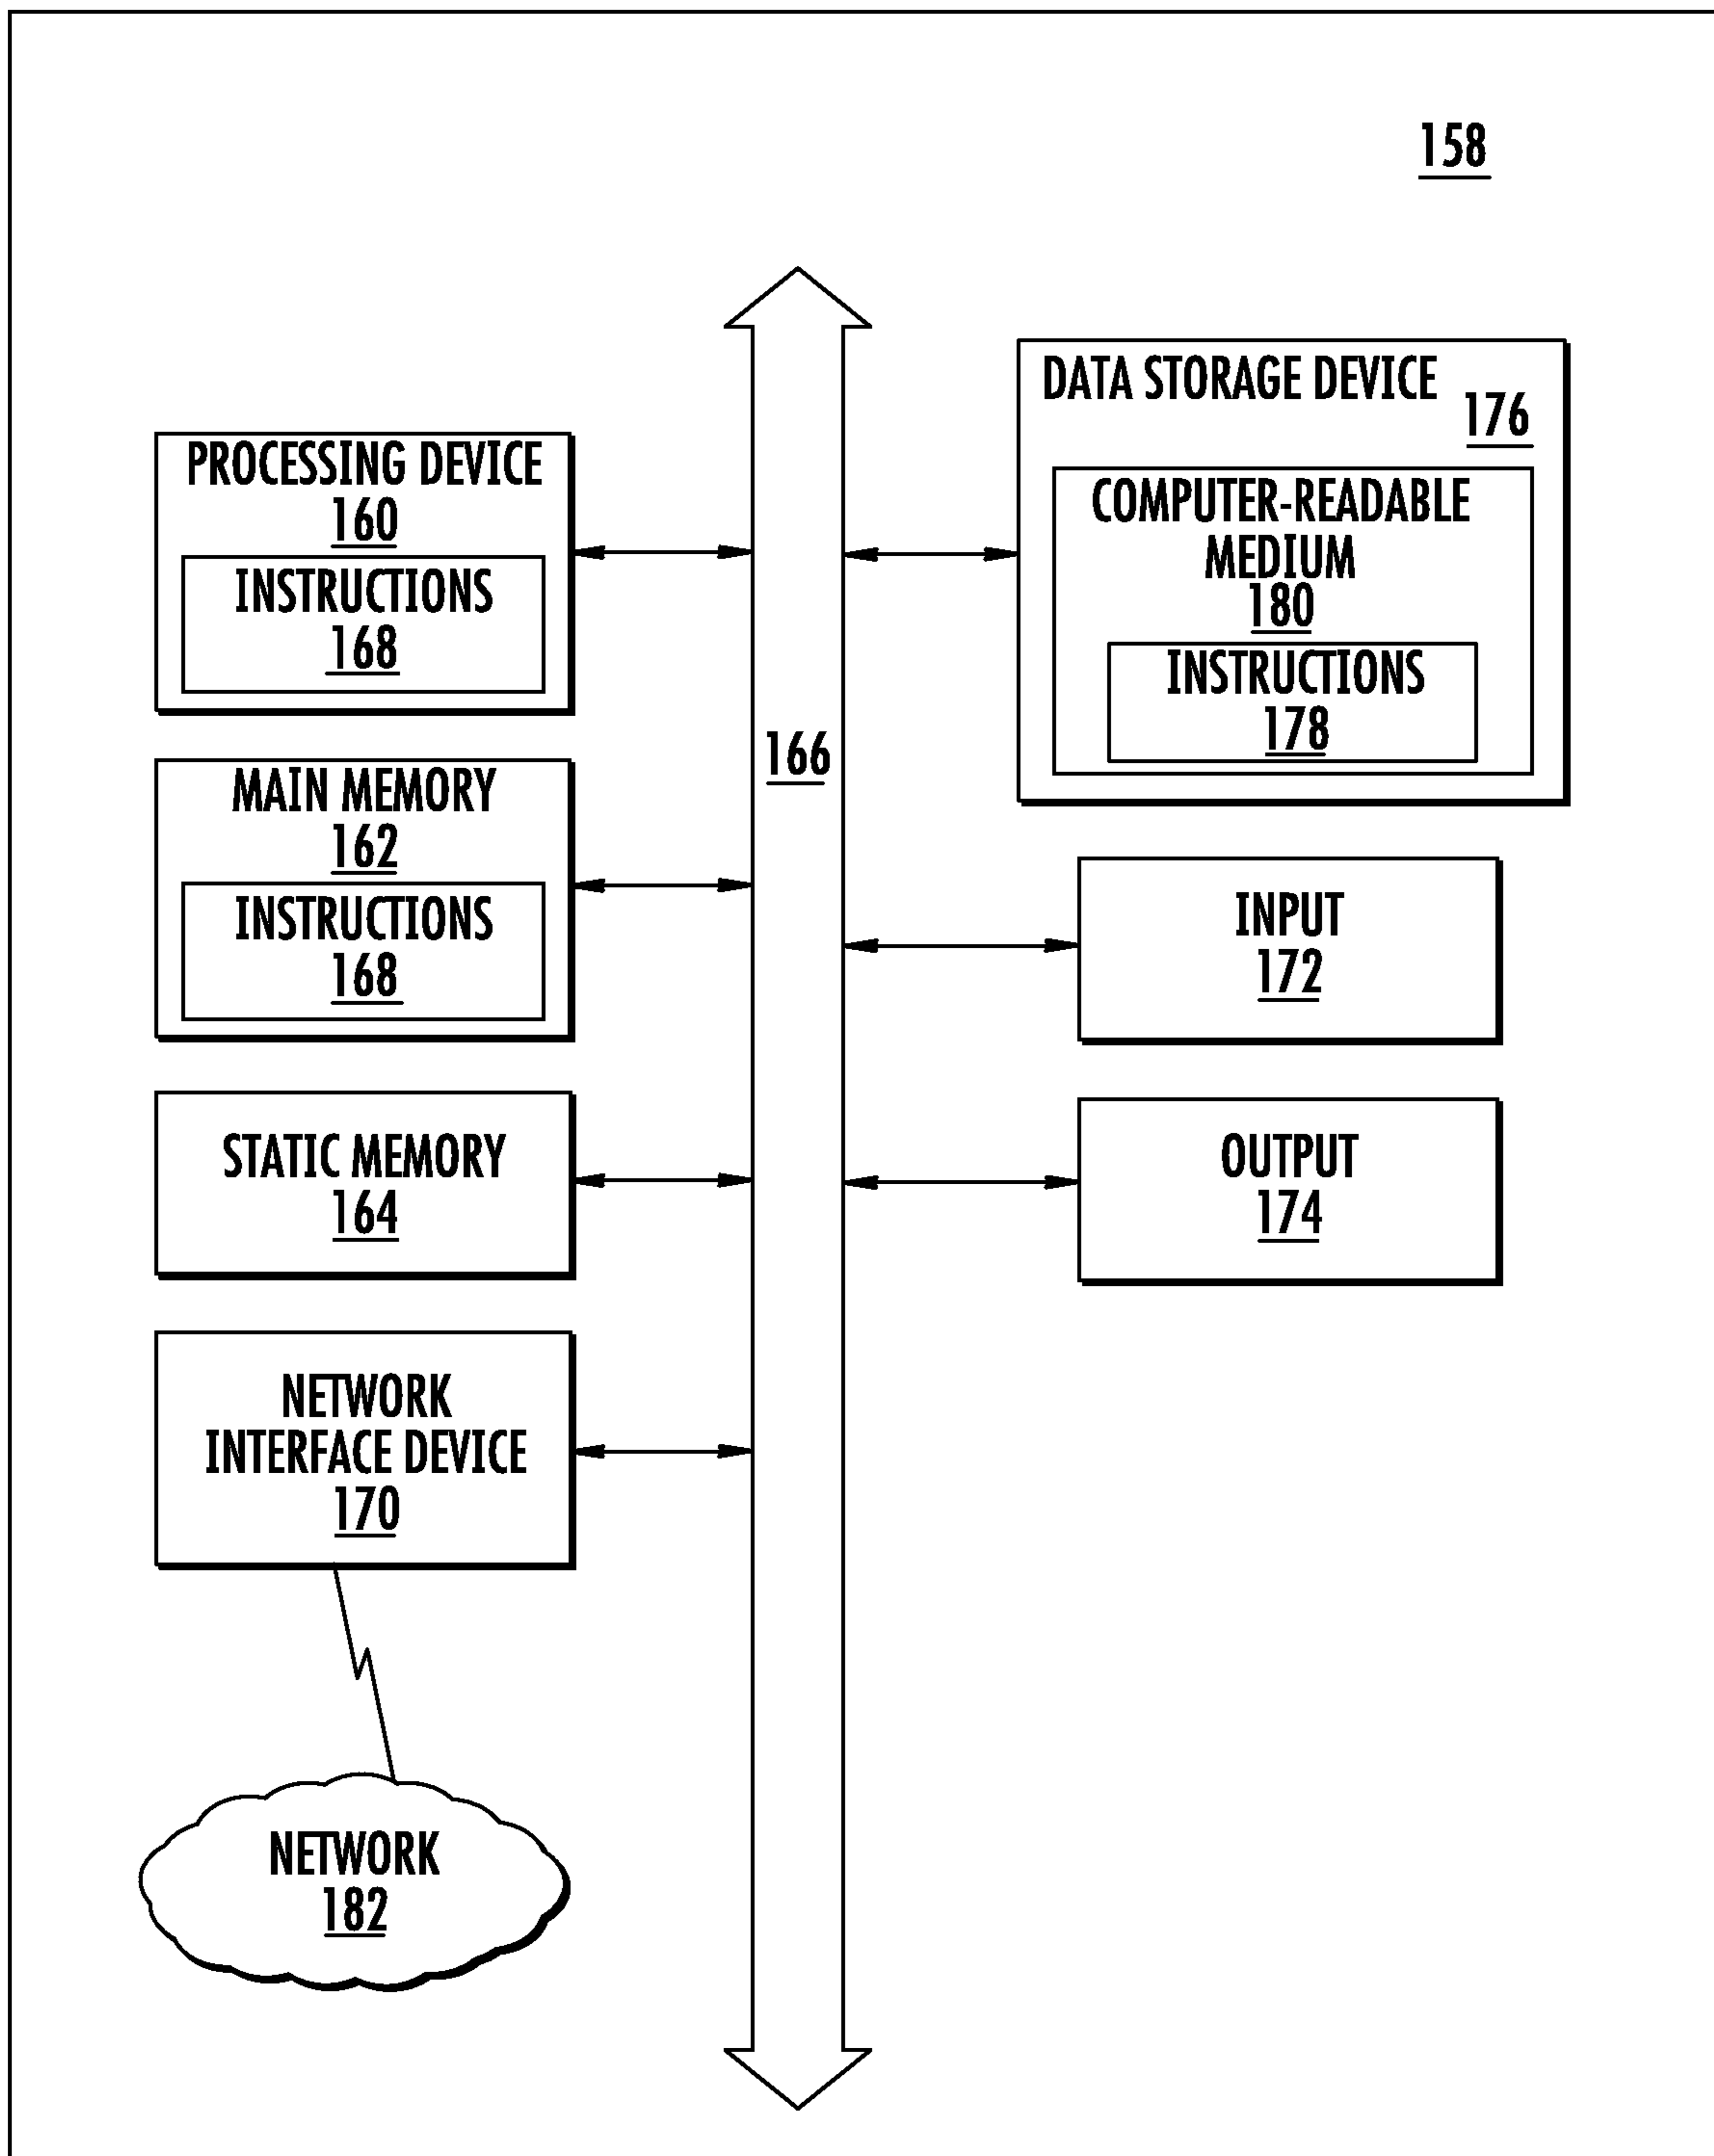 158
PROCESSING DEVICE
160
INSTRUCTIONS
168
MAIN MEMORY
162
INSTRUCTIONS
168
STATIC MEMORY
164
NETWORK
INTERFACE DEVICE
170
NETWORK
182
166
DATA STORAGE DEVICE
176
COMPUTER-READABLE
MEDIUM
180
INSTRUCTIONS
178
INPUT
172
OUTPUT
174